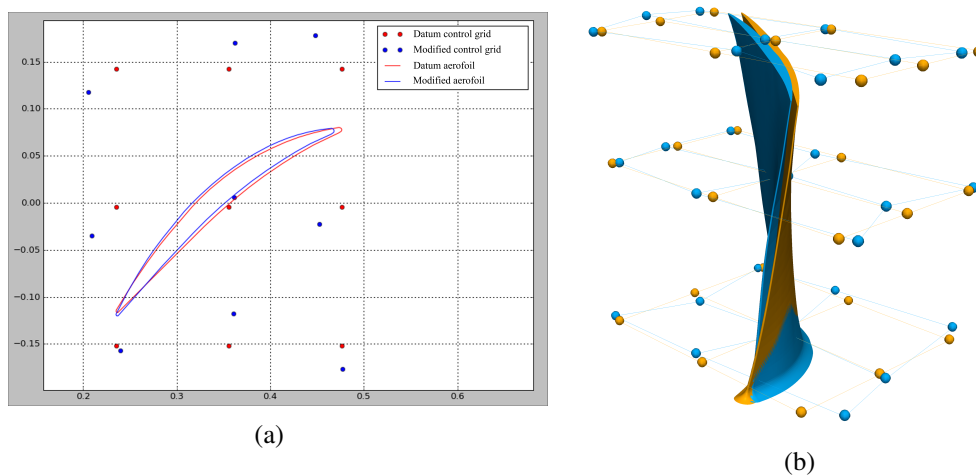 Datum control grid
Modified control grid
Datum aerofoil
Modified aerofoil
0.15
0.10
0.05
0.00
−0.05
−0.10
−0.15
0.2 0.3 0.4 0.5 0.6
(a)
(b)